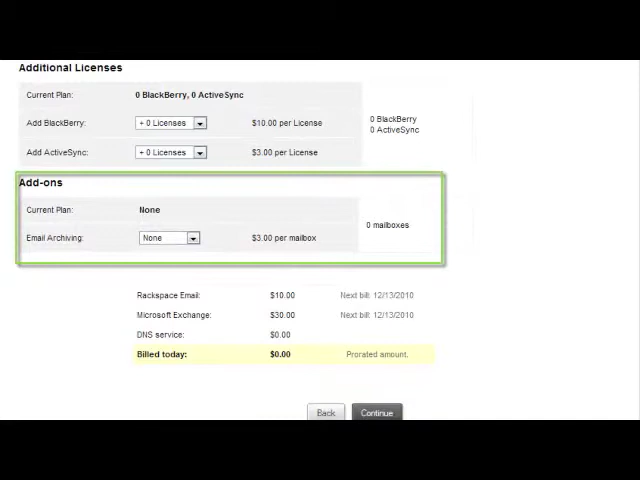 Additional Licenses
Current Plan: 0 BlackBerry, 0 ActiveSync
Add BlackBerry: + 0 Licenses $10.00 per License
0 BlackBerry
0 ActiveSync
Add ActiveSync: + 0 Licenses $3.00 per License
Add-ons
Current Plan: None
0 mailboxes
Email Archiving: None $3.00 per mailbox
Rackspace Email: $10.00 Next bill: 12/13/2010
Microsoft Exchange: $30.00 Next bill: 12/13/2010
DNS service: $0.00
Billed today: $0.00 Prorated amount.
Back Continue